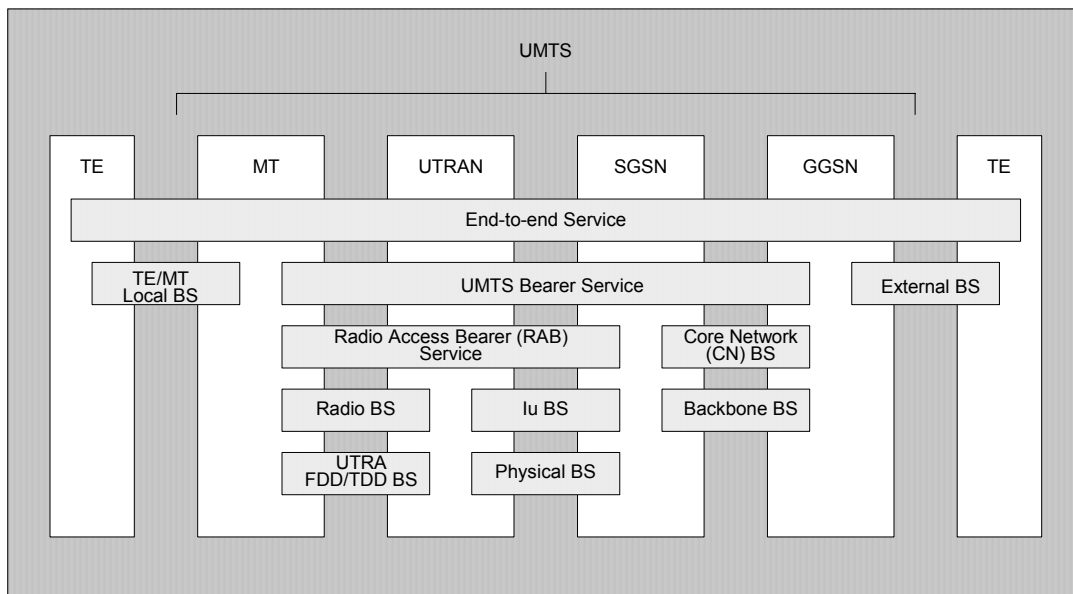 UMTS
TE
MT
UTRAN
SGSN
GGSN
TE
End-to-end Service
TE/MT
Local BS
UMTS Bearer Service
External BS
Radio Access Bearer (RAB)
Service
Core Network
(CN) BS
Radio BS
Iu BS
Backbone BS
UTRA
FDD/TDD BS
Physical BS